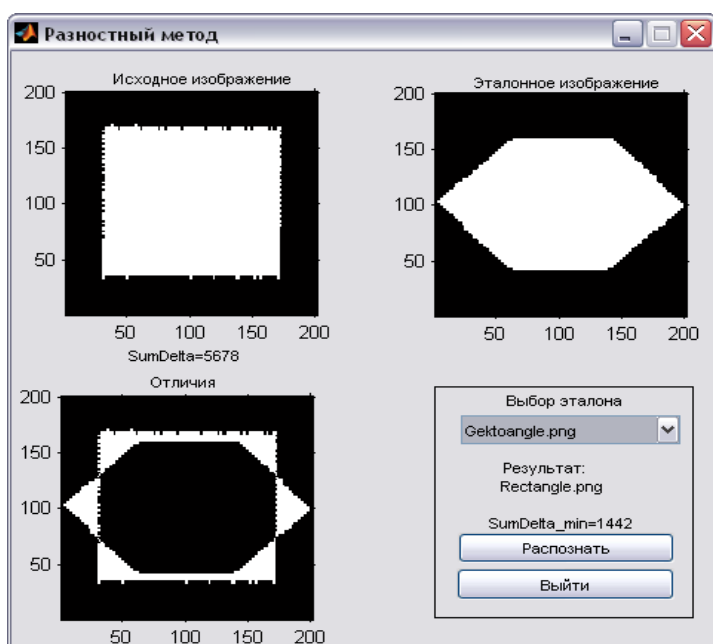 Разностный метод
Исходное изображение
200
150
100
50
50 100 150 200
SumDelta=5678
Эталонное изображение
200
150
100
50
50 100 150 200
Отличия
200
150
100
50
50 100 150 200
Выбор эталона
Gektoangle.png
Результат:
Rectangle.png
SumDelta_min=1442
Распознать
Выйти